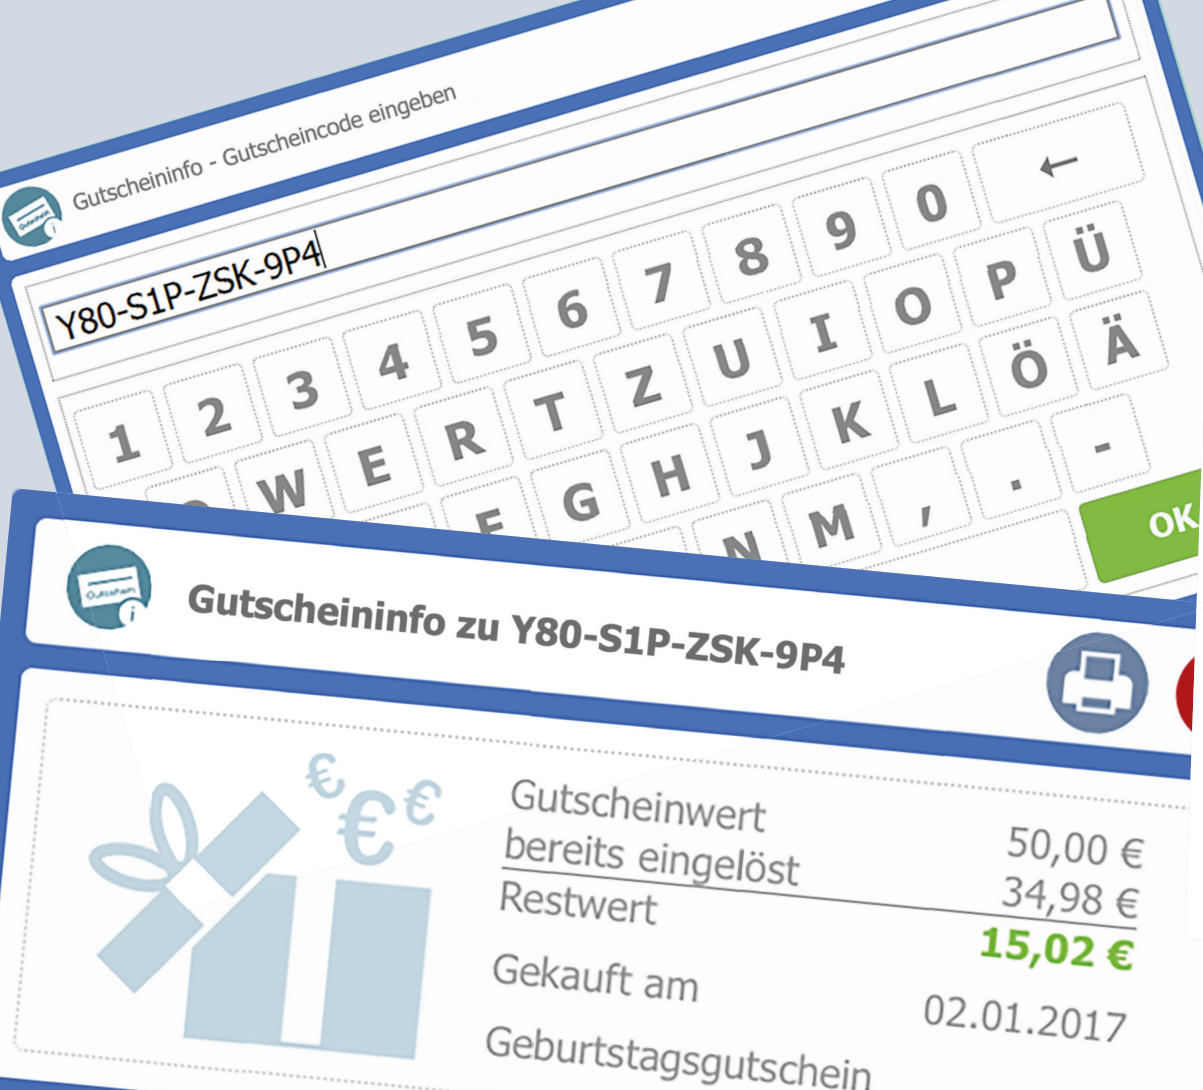 Gutscheininfo - Gutscheincode eingeben
Gutschein i
Y80-S1P-ZSK-9P4
1 2 3 4 5 6 7 8 9 0 ←
W E R T Z U I O P Ü
F G H J K L Ö Ä
N M , . -
OK
Gutschein i
Gutscheininfo zu Y80-S1P-ZSK-9P4
€ € €
Gutscheinwert 50,00 €
bereits eingelöst 34,98 €
Restwert 15,02 €
Gekauft am 02.01.2017
Geburtstagsgutschein